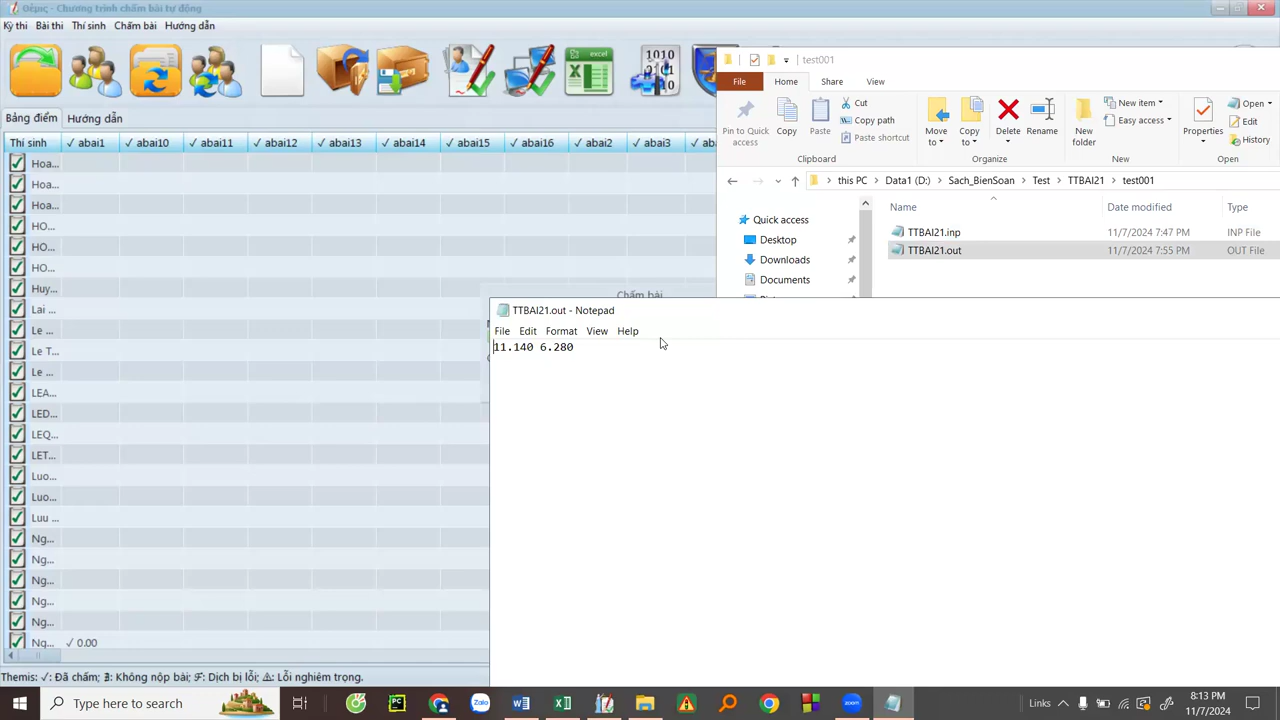 Θέμις - Chương trình chấm bài tự động
Kỳ thi Bài thi Thí sinh Chấm bài Hướng dẫn
excel
1010
0101
Bảng điểm Hướng dẫn
Thí sinh ✓ abai1 ✓ abai10 ✓ abai11 ✓ abai12 ✓ abai13 ✓ abai14 ✓ abai15 ✓ abai16 ✓ abai2 ✓ abai3
Hoa...
Hoa...
Hoa...
HO...
HO...
HO...
Huy...
Lai ...
Le ...
Le T...
Le ...
LEA...
LED...
LEQ...
LET...
Luo...
Luo...
Luu ...
Ng...
Ng...
Ng...
Ng...
Ng...
Ng... ✓ 0.00
Themis: √: Đã chấm; ∄: Không nộp bài; ₣: Dịch bị lỗi; ⚠: Lỗi nghiêm trọng.
test001
File Home Share View
Pin to Quick access
Copy
Paste
Cut
Copy path
Paste shortcut
Clipboard
Move to
Copy to
Delete
Rename
Organize
New folder
New item
Easy access
New
Properties
Open
Edit
History
Open
this PC › Data1 (D:) › Sach_BienSoan › Test › TTBAI21 › test001
Name Date modified Type
Quick access
Desktop
Downloads
Documents
TTBAI21.inp 11/7/2024 7:47 PM INP File
TTBAI21.out 11/7/2024 7:55 PM OUT File
Chấm bài
TTBAI21.out - Notepad
File Edit Format View Help
11.140 6.280
Type here to search
PC
Zalo
zoom
Links
8:13 PM
11/7/2024